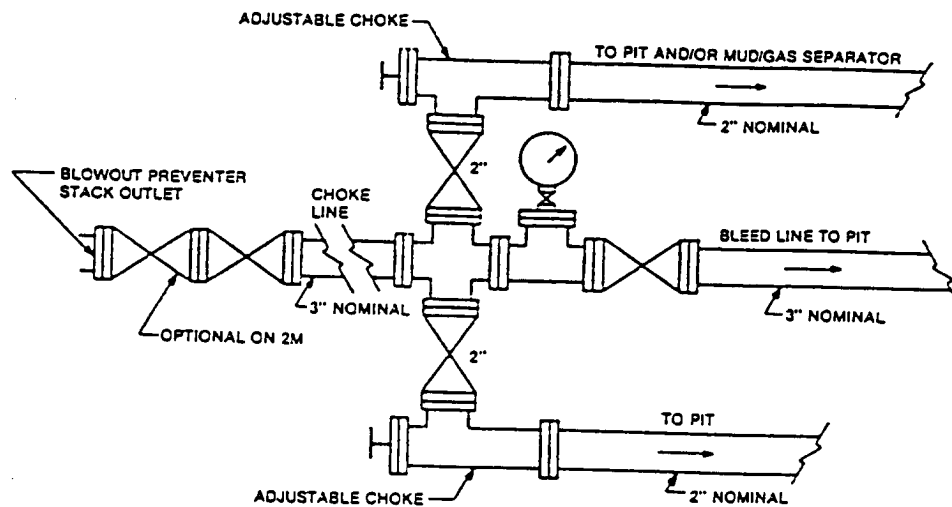 ADJUSTABLE CHOKE
TO PIT AND/OR MUD/GAS SEPARATOR
2" NOMINAL
2"
BLOWOUT PREVENTER
STACK OUTLET
CHOKE
LINE
BLEED LINE TO PIT
3" NOMINAL
3" NOMINAL
OPTIONAL ON 2M
2"
TO PIT
ADJUSTABLE CHOKE
2" NOMINAL